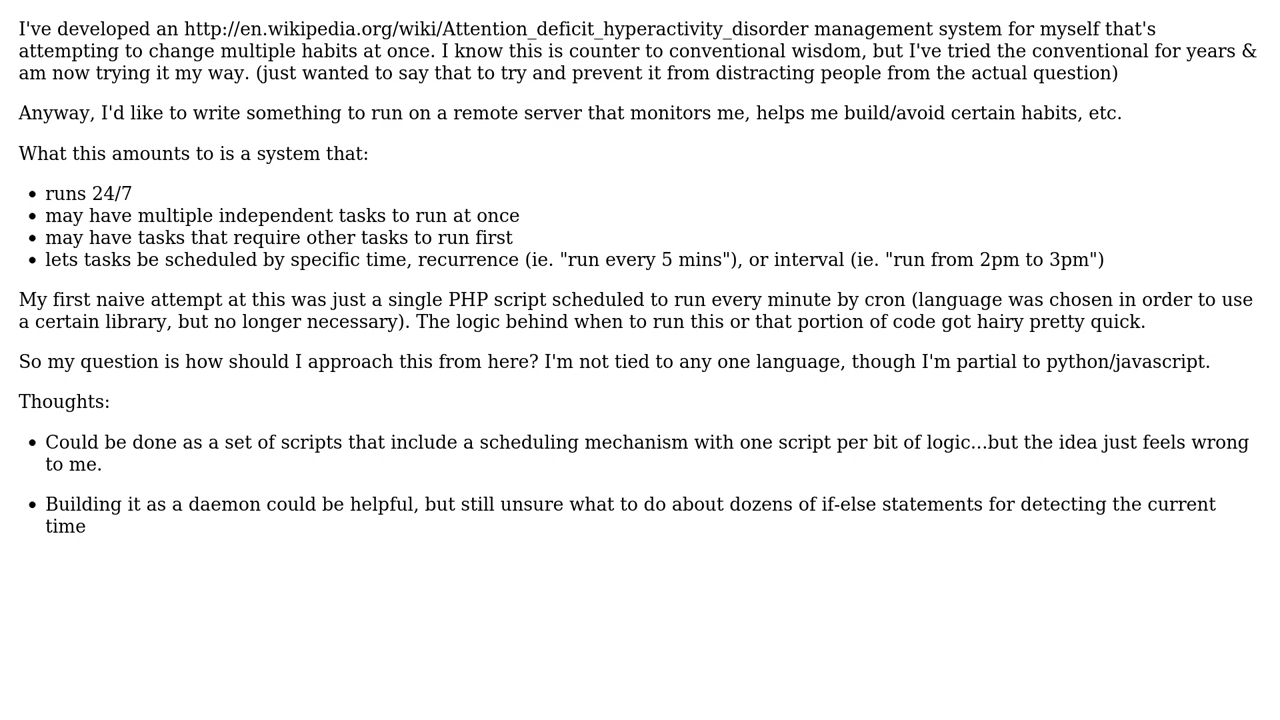 I've developed an http://en.wikipedia.org/wiki/Attention_deficit_hyperactivity_disorder management system for myself that's
attempting to change multiple habits at once. I know this is counter to conventional wisdom, but I've tried the conventional for years &
am now trying it my way. (just wanted to say that to try and prevent it from distracting people from the actual question)
Anyway, I'd like to write something to run on a remote server that monitors me, helps me build/avoid certain habits, etc.
What this amounts to is a system that:
• runs 24/7
• may have multiple independent tasks to run at once
• may have tasks that require other tasks to run first
• lets tasks be scheduled by specific time, recurrence (ie. "run every 5 mins"), or interval (ie. "run from 2pm to 3pm")
My first naive attempt at this was just a single PHP script scheduled to run every minute by cron (language was chosen in order to use
a certain library, but no longer necessary). The logic behind when to run this or that portion of code got hairy pretty quick.
So my question is how should I approach this from here? I'm not tied to any one language, though I'm partial to python/javascript.
Thoughts:
• Could be done as a set of scripts that include a scheduling mechanism with one script per bit of logic...but the idea just feels wrong
to me.
• Building it as a daemon could be helpful, but still unsure what to do about dozens of if-else statements for detecting the current
time